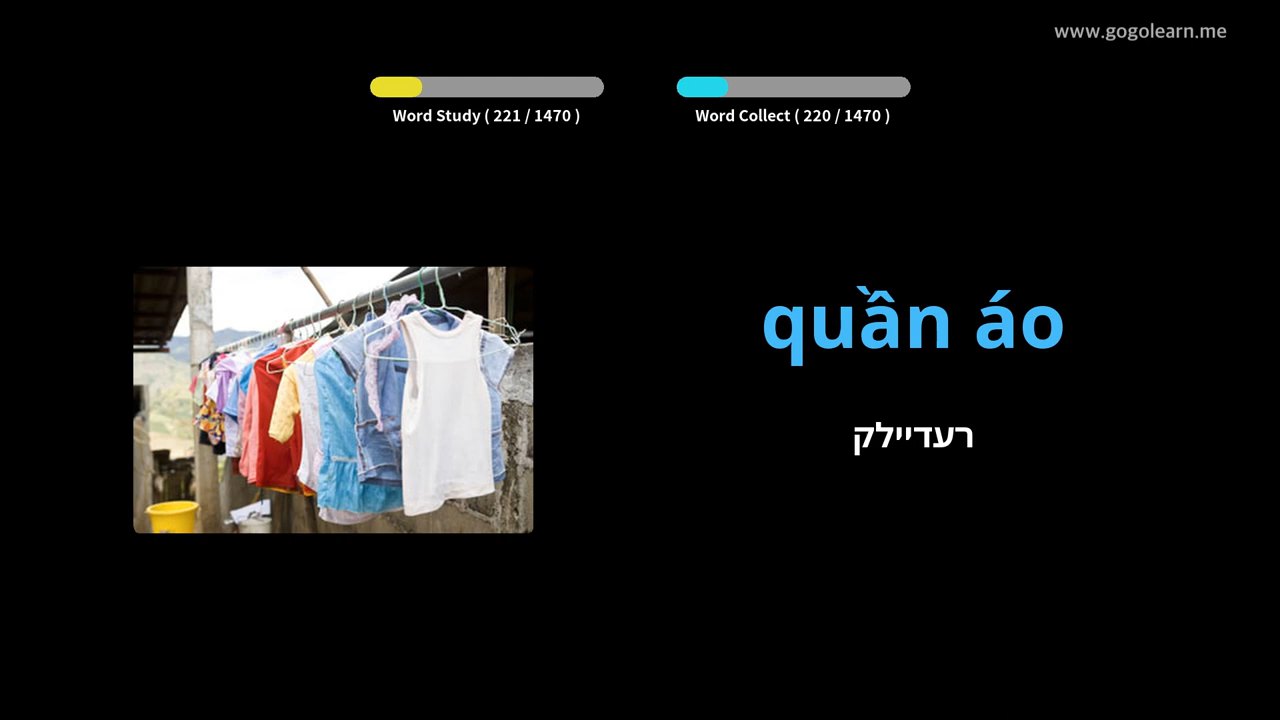 www.gogolearn.me
Word Study ( 221 / 1470 )
Word Collect ( 220 / 1470 )
quần áo
רעדיילק